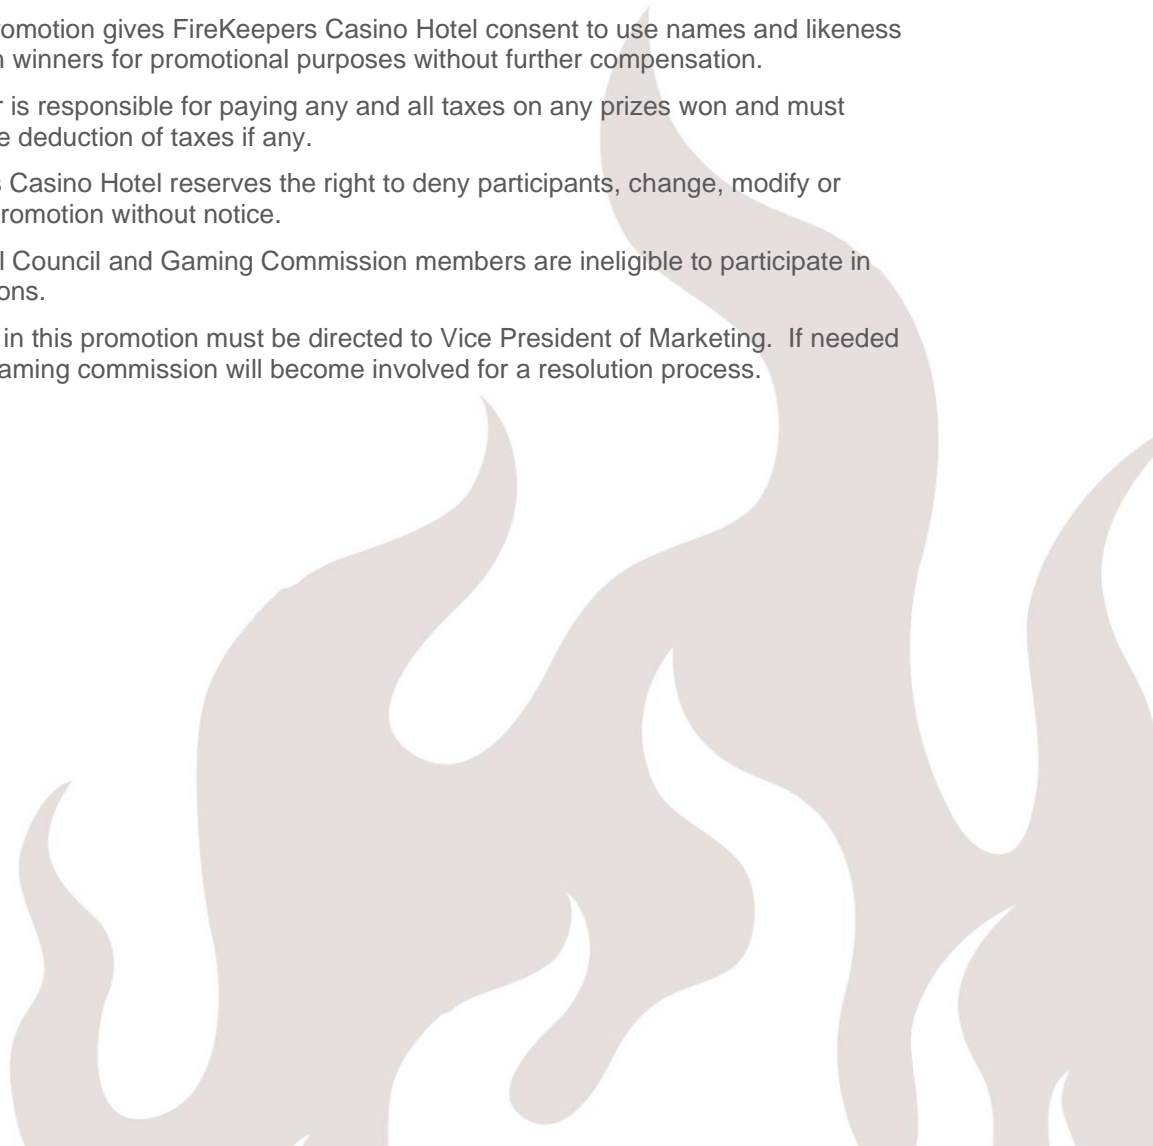 romotion gives FireKeepers Casino Hotel consent to use names and likeness
winners for promotional purposes without further compensation.
is responsible for paying any and all taxes on any prizes won and must
deduction of taxes if any.
Casino Hotel reserves the right to deny participants, change, modify or
romotion without notice.
Council and Gaming Commission members are ineligible to participate in
ons.
in this promotion must be directed to Vice President of Marketing.  If needed
aming commission will become involved for a resolution process.